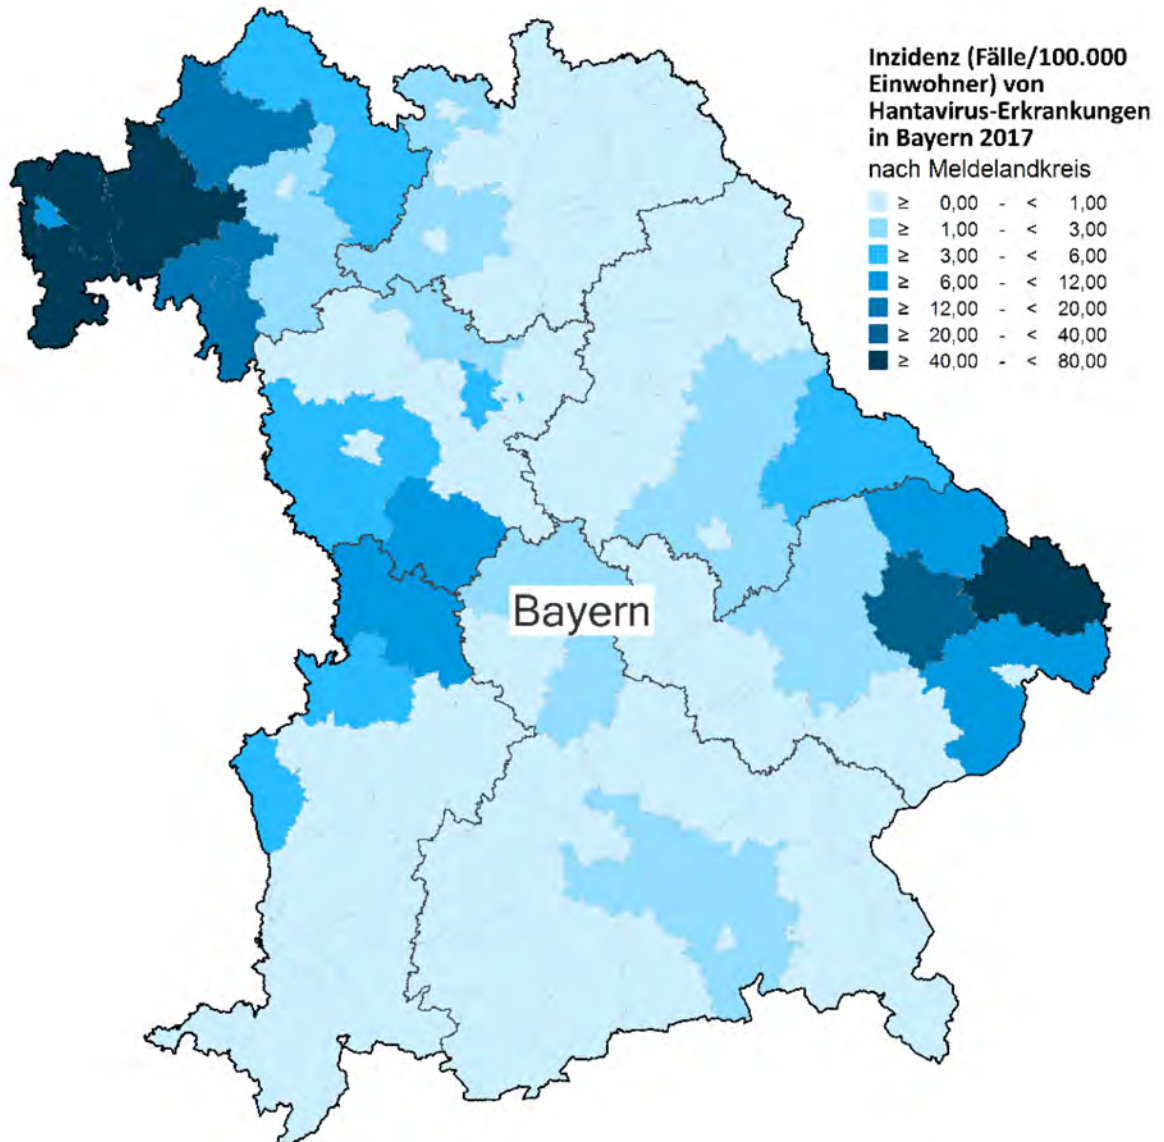 Inzidenz (Fälle/100.000
Einwohner) von
Hantavirus-Erkrankungen
in Bayern 2017
nach Meldelandkreis
≥ 0,00 - < 1,00
≥ 1,00 - < 3,00
≥ 3,00 - < 6,00
≥ 6,00 - < 12,00
≥ 12,00 - < 20,00
≥ 20,00 - < 40,00
≥ 40,00 - < 80,00
Bayern